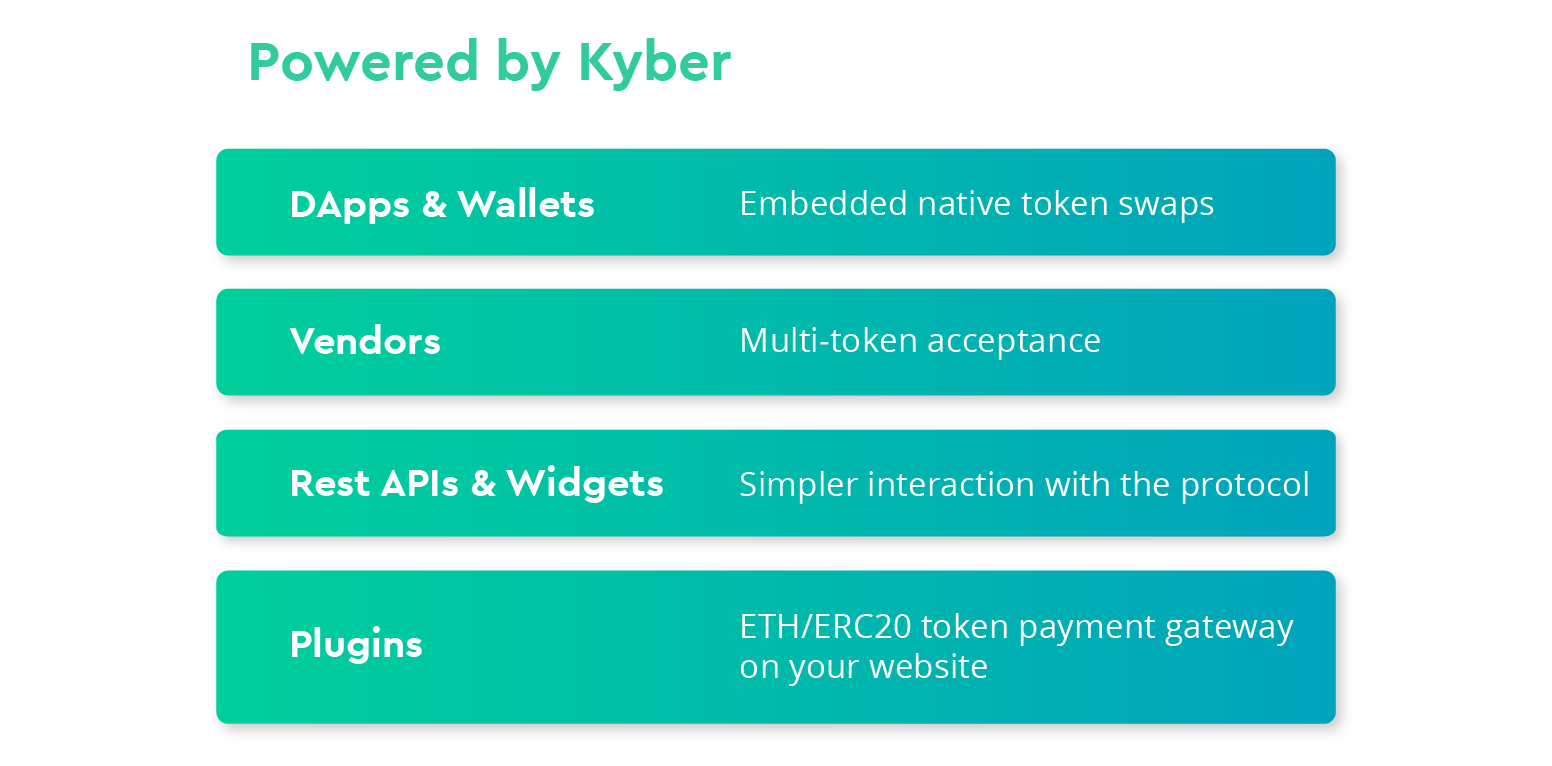 Powered by Kyber
DApps & Wallets
Embedded native token swaps
Vendors
Multi-token acceptance
Rest APIs & Widgets
Simpler interaction with the protocol
Plugins
ETH/ERC20 token payment gateway
on your website